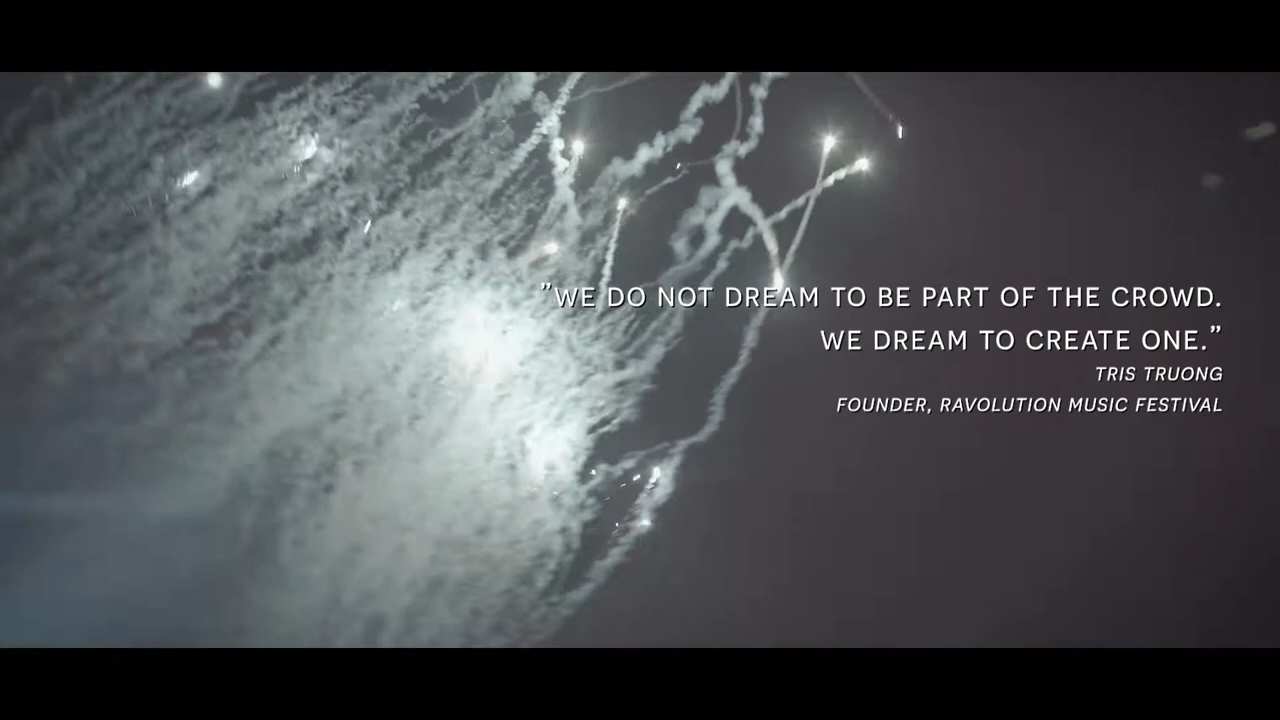 ”WE DO NOT DREAM TO BE PART OF THE CROWD.
WE DREAM TO CREATE ONE.”
TRIS TRUONG
FOUNDER, RAVOLUTION MUSIC FESTIVAL